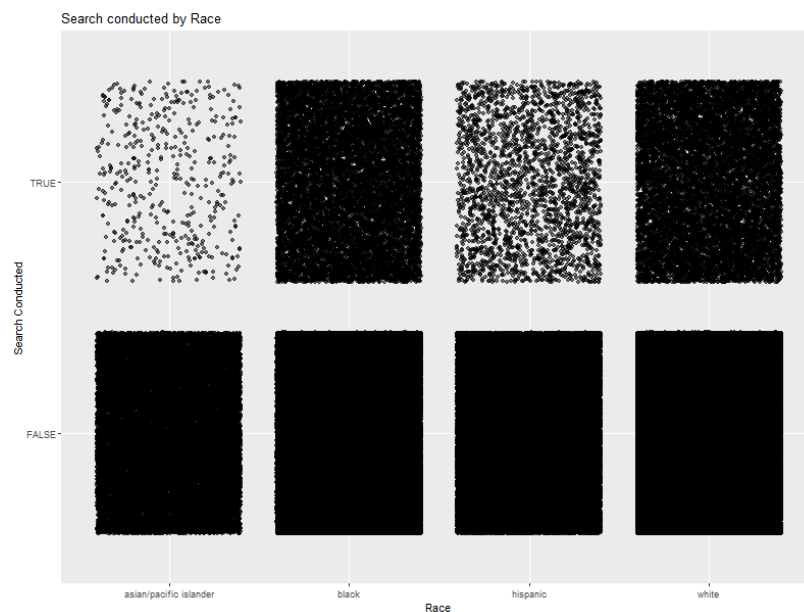 Search conducted by Race
TRUE
Search Conducted
FALSE
asian/pacific islander
black
hispanic
white
Race